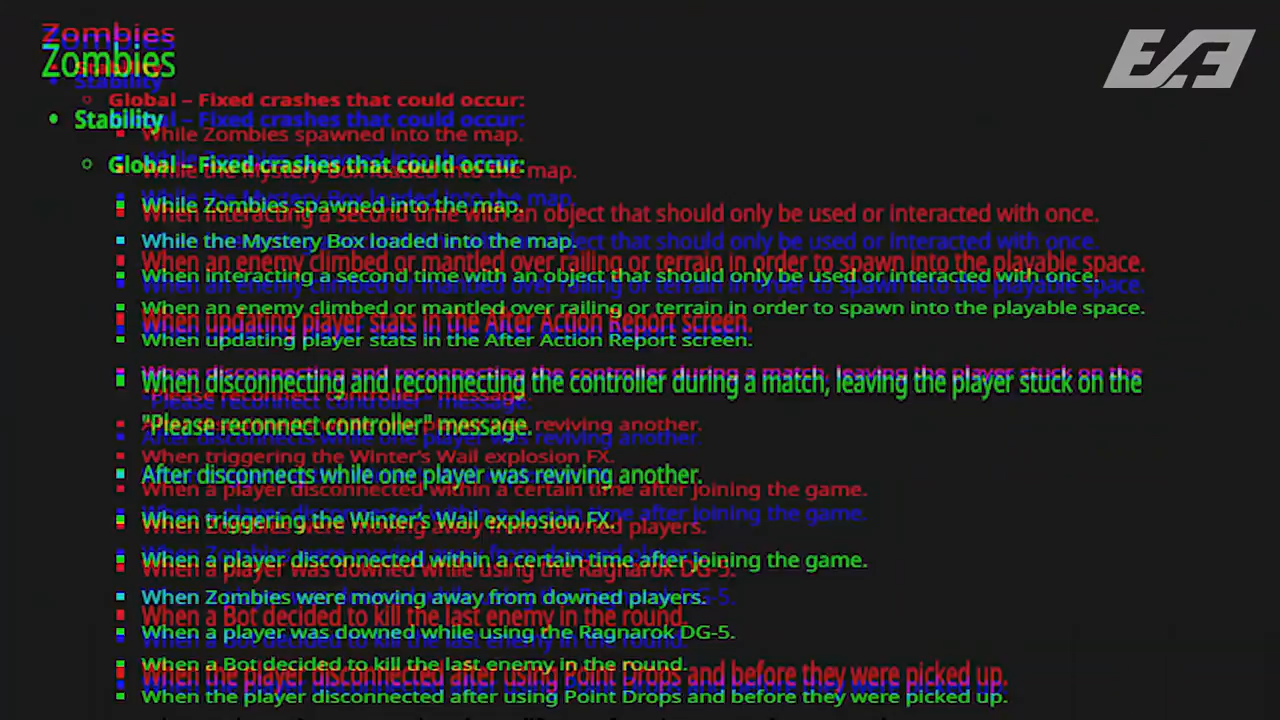 Zombies
Stability
Global – Fixed crashes that could occur:
While Zombies spawned into the map.
While the Mystery Box loaded into the map.
When interacting a second time with an object that should only be used or interacted with once.
When an enemy climbed or mantled over railing or terrain in order to spawn into the playable space.
When updating player stats in the After Action Report screen.
When disconnecting and reconnecting the controller during a match, leaving the player stuck on the
"Please reconnect controller" message.
After disconnects while one player was reviving another.
When triggering the Winter's Wail explosion FX.
When a player disconnected within a certain time after joining the game.
When Zombies were moving away from downed players.
When a player was downed while using the Ragnarok DG-5.
When a Bot decided to kill the last enemy in the round.
When the player disconnected after using Point Drops and before they were picked up.